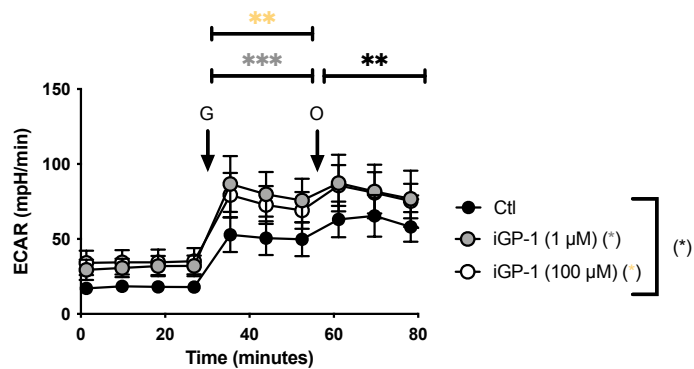 **
*** **
G O
150
100
50
0
0 20 40 60 80
ECAR (mpH/min)
Time (minutes)
Ctl
iGP-1 (1 µM) (*)
iGP-1 (100 µM) (*)
(*)